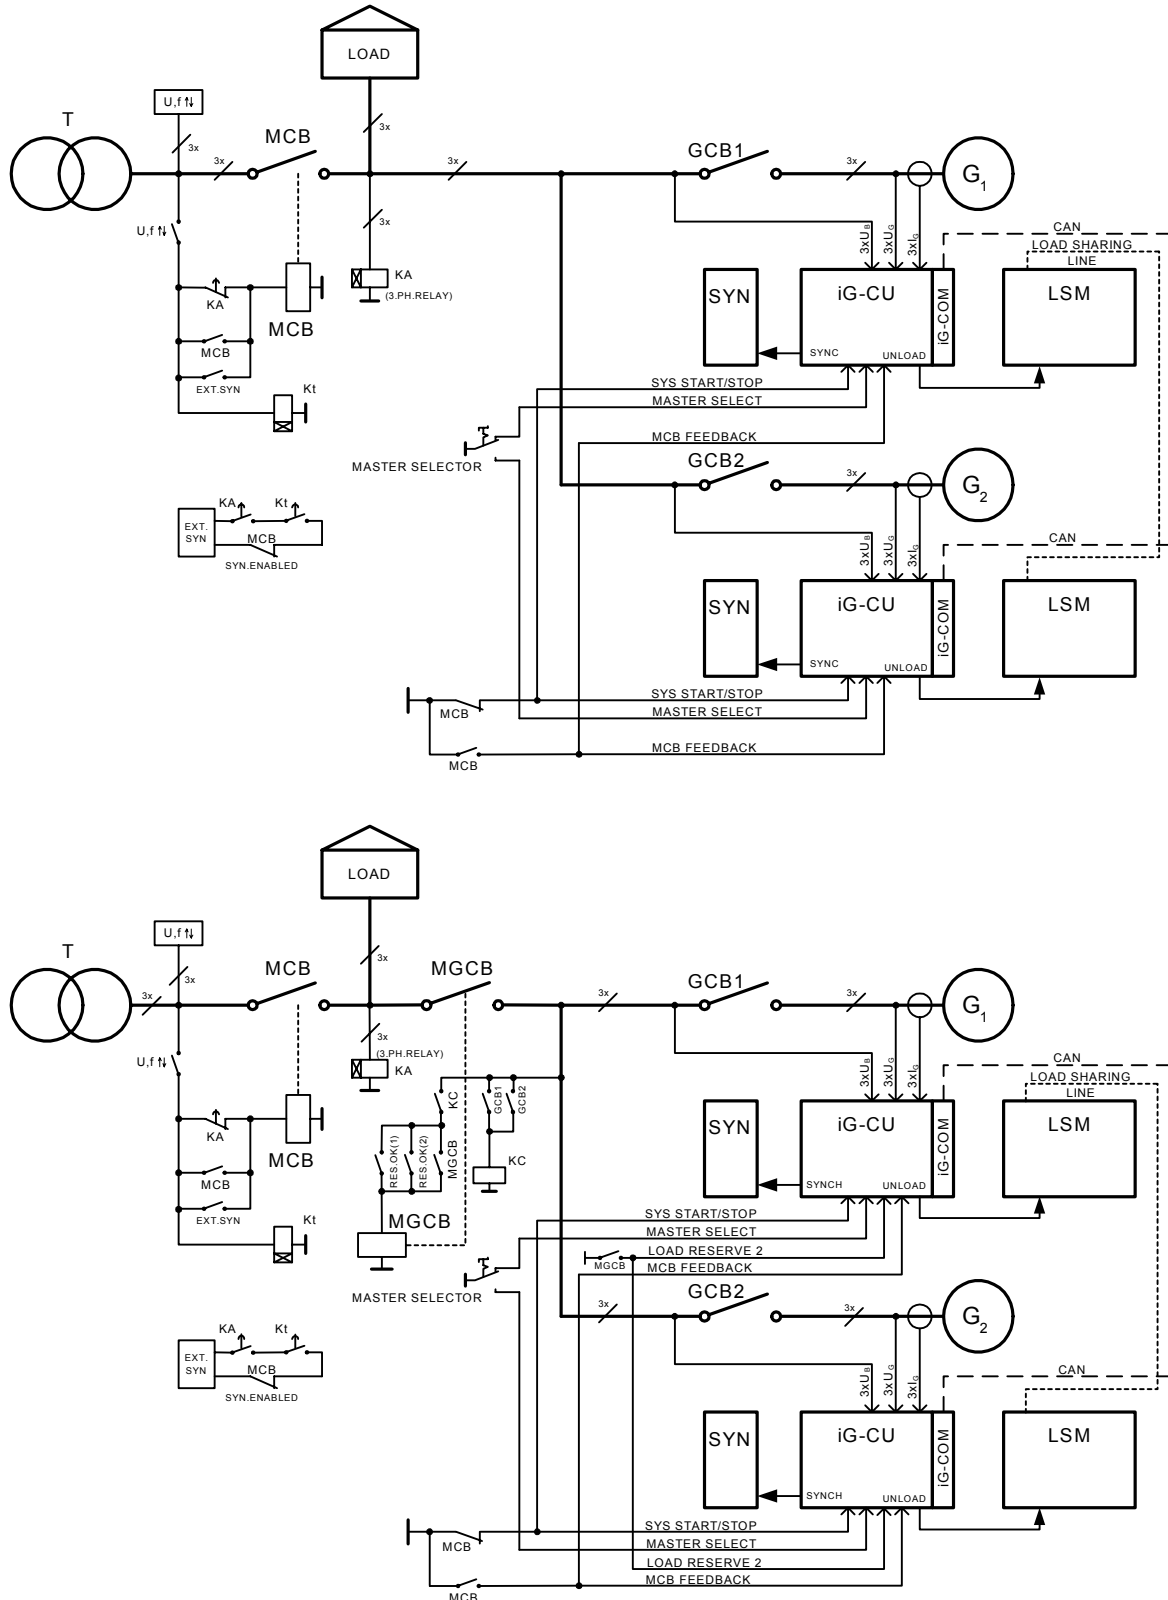 LOAD
U,f ↑↓
T
3x
MCB
3x
3x
3x
GCB1
3x
G1
3x
U,f ↑↓
3xUB
3xUG
3xIG
CAN
LOAD SHARING
LINE
KA
(3.PH.RELAY)
SYN
iG-CU
iG-COM
LSM
KA
MCB
MCB
SYNC
UNLOAD
EXT.SYN
Kt
SYS START/STOP
MASTER SELECT
MCB FEEDBACK
MASTER SELECTOR
GCB2
3x
G2
KA
Kt
EXT.
SYN
MCB
SYN.ENABLED
3xUB
3xUG
3xIG
CAN
SYN
iG-CU
iG-COM
LSM
SYNC
UNLOAD
SYS START/STOP
MCB
MASTER SELECT
MCB FEEDBACK
MCB
LOAD
U,f ↑↓
T
3x
3x
MCB
3x
MGCB
3x
GCB1
3x
G1
3x
(3.PH.RELAY)
KA
U,f ↑↓
3xUB
3xUG
3xIG
CAN
LOAD SHARING
LINE
KC
GCB1
GCB2
SYN
iG-CU
iG-COM
LSM
KA
MCB
RES.OK(1)
RES.OK(2)
MGCB
KC
MCB
SYNCH
UNLOAD
EXT.SYN
Kt
MGCB
SYS START/STOP
MASTER SELECT
LOAD RESERVE 2
MGCB
MCB FEEDBACK
MASTER SELECTOR
GCB2
3x
3x
G2
KA
Kt
EXT.
SYN
MCB
SYN.ENABLED
3xUB
3xUG
3xIG
CAN
SYN
iG-CU
iG-COM
LSM
SYNCH
UNLOAD
SYS START/STOP
MCB
MASTER SELECT
LOAD RESERVE 2
MCB FEEDBACK
MCB